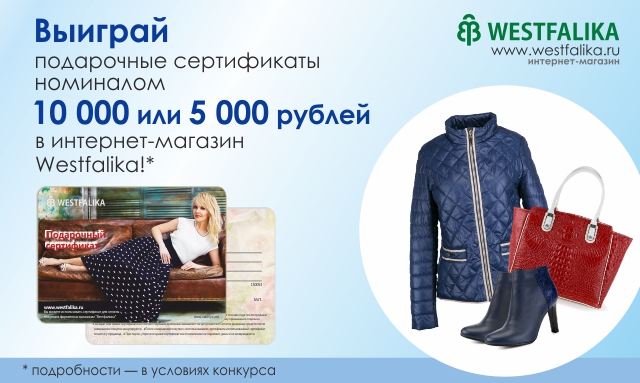 Выиграй
подарочные сертификаты
номиналом
10 000 или 5 000 рублей
в интернет-магазин
Westfalika!*
WESTFALIKA
www.westfalika.ru
интернет-магазин
WESTFALIKA
Подарочный
сертификат
www.westfalika.ru
* подробности — в условиях конкурса